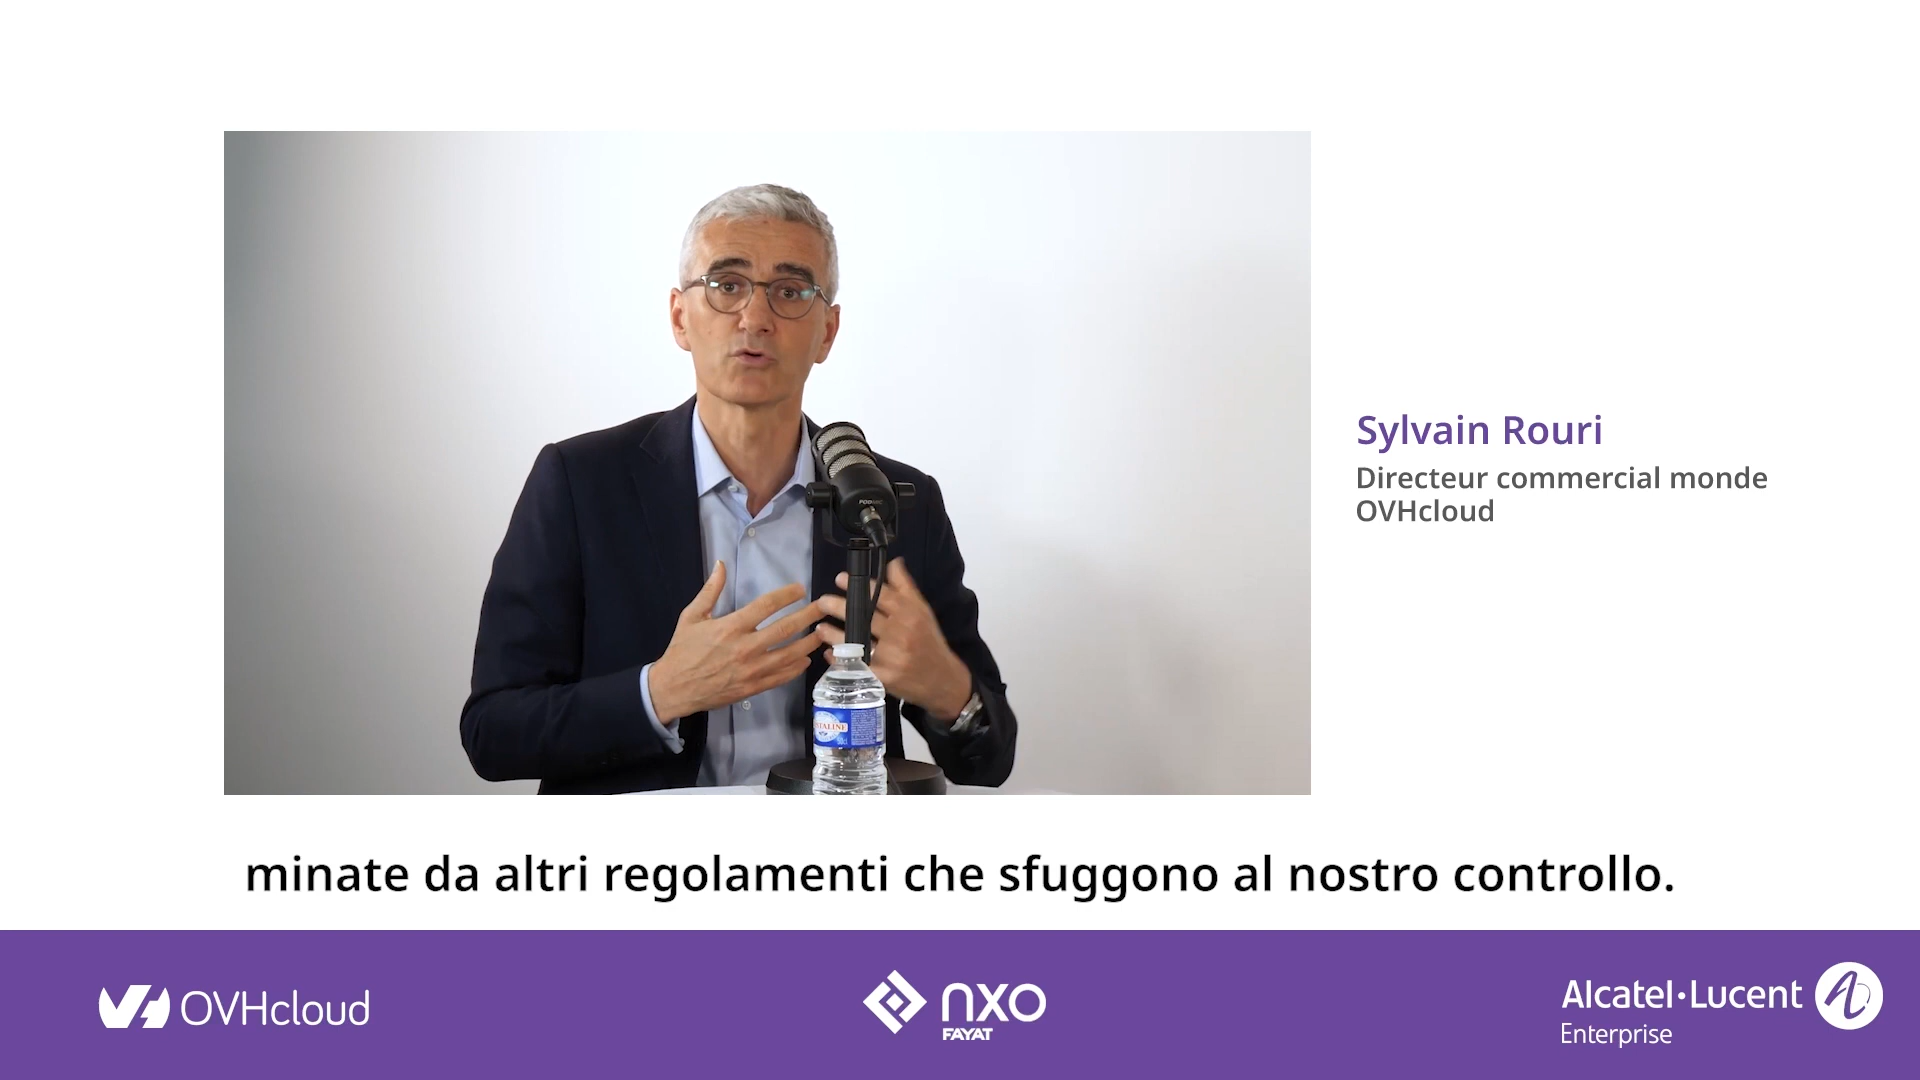 Sylvain Rouri
Directeur commercial monde
OVHcloud
minate da altri regolamenti che sfuggono al nostro controllo.
OVHcloud
nxo
FAYAT
Alcatel·Lucent
Enterprise